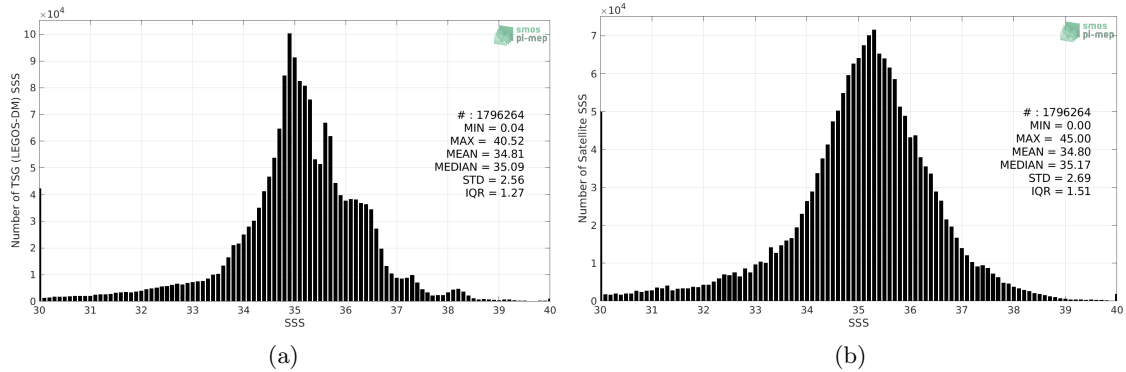 ×10⁴
10
9
8
7
6
5
4
3
2
1
0
Number of TSG (LEGOS-DM) SSS
smos
pi-mep
# : 1796264
MIN = 0.04
MAX = 40.52
MEAN = 34.81
MEDIAN = 35.09
STD = 2.56
IQR = 1.27
30 31 32 33 34 35 36 37 38 39 40
SSS
(a)
×10⁴
7
6
5
4
3
2
1
0
Number of Satellite SSS
smos
pi-mep
# : 1796264
MIN = 0.00
MAX = 45.00
MEAN = 34.80
MEDIAN = 35.17
STD = 2.69
IQR = 1.51
30 31 32 33 34 35 36 37 38 39 40
SSS
(b)